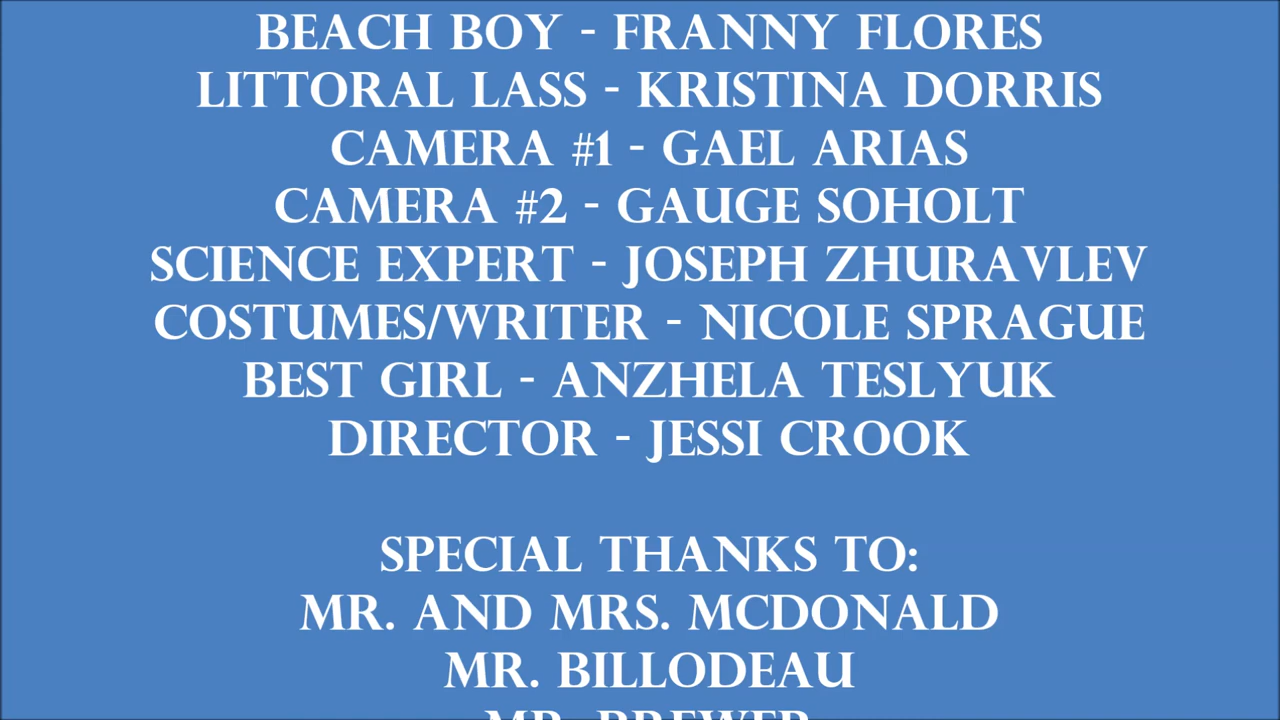 BEACH BOY - FRANNY FLORES
LITTORAL LASS - KRISTINA DORRIS
CAMERA #1 - GAEL ARIAS
CAMERA #2 - GAUGE SOHOLT
SCIENCE EXPERT - JOSEPH ZHURAVLEV
COSTUMES/WRITER - NICOLE SPRAGUE
BEST GIRL - ANZHELA TESLYUK
DIRECTOR - JESSI CROOK
SPECIAL THANKS TO:
MR. AND MRS. MCDONALD
MR. BILLODEAU
MR. BREWER